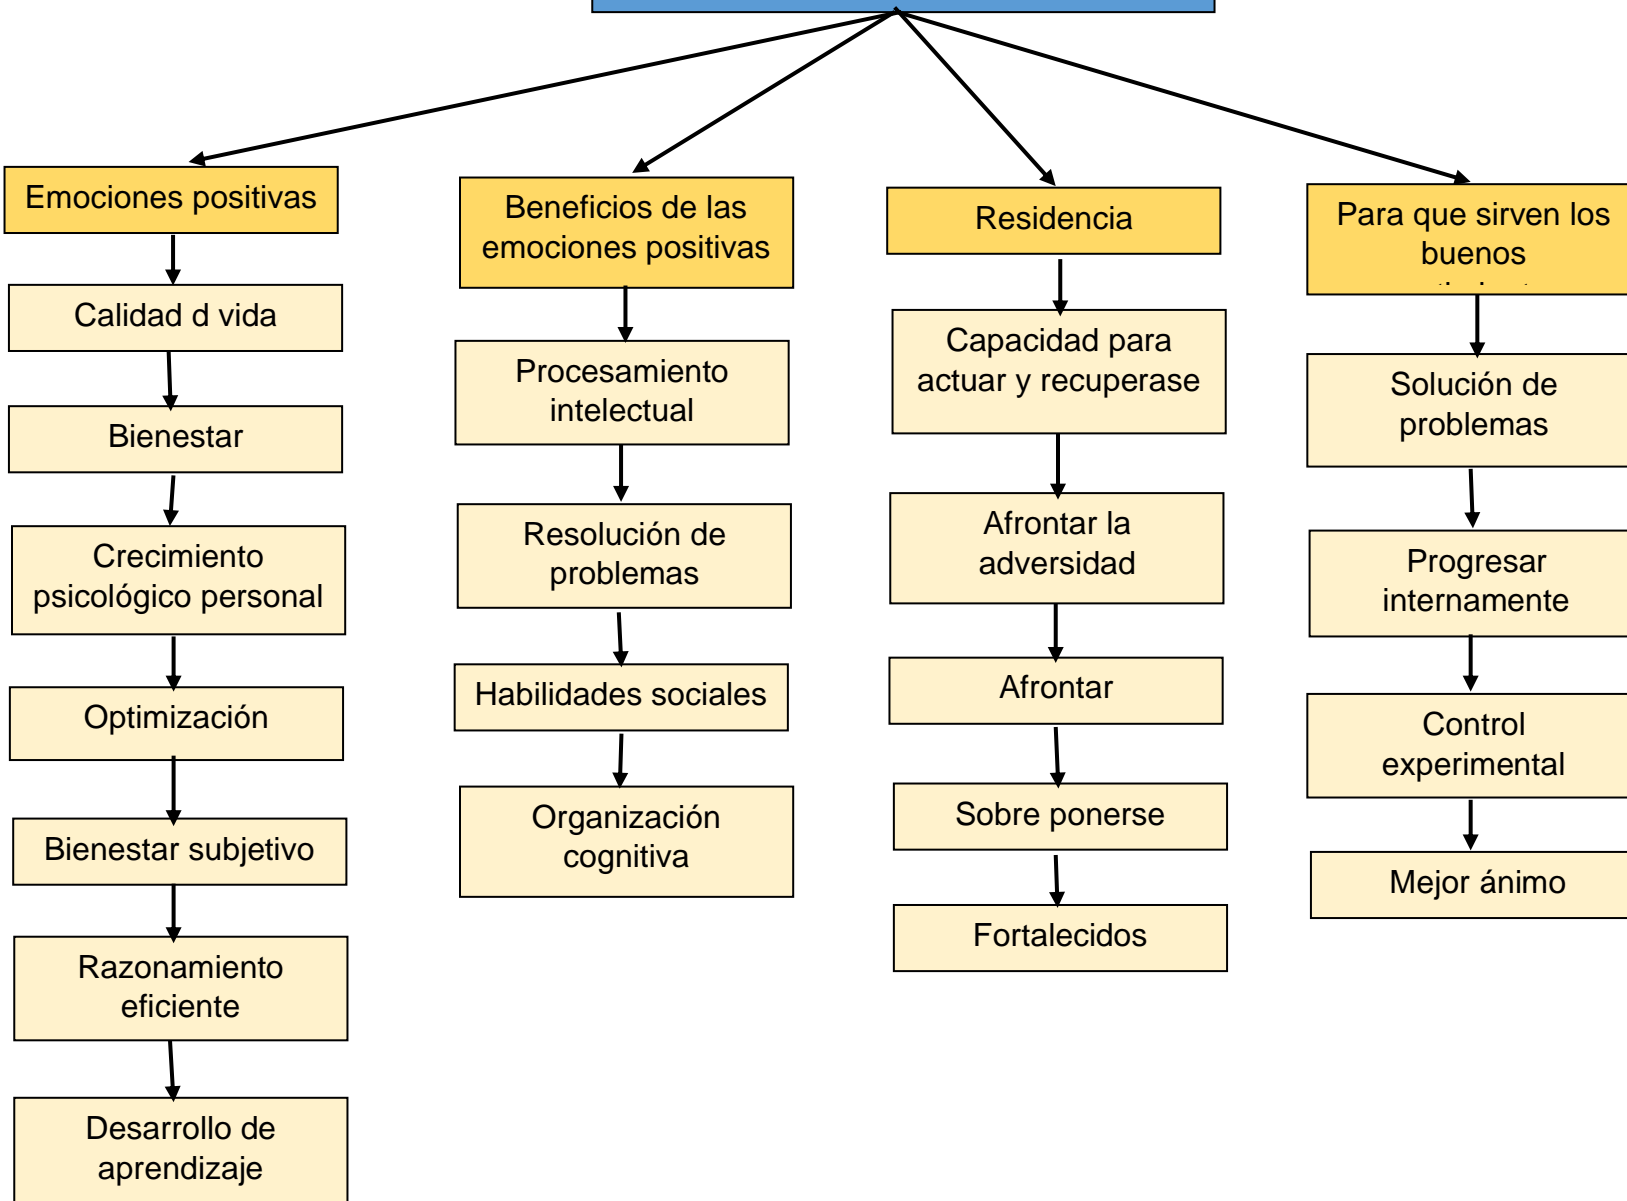 Emociones positivas
Calidad d vida
Bienestar
Crecimiento
psicológico personal
Optimización
Bienestar subjetivo
Razonamiento
eficiente
Desarrollo de
aprendizaje
Beneficios de las
emociones positivas
Procesamiento
intelectual
Resolución de
problemas
Habilidades sociales
Organización
cognitiva
Residencia
Capacidad para
actuar y recuperase
Afrontar la
adversidad
Afrontar
Sobre ponerse
Fortalecidos
Para que sirven los
buenos
Solución de
problemas
Progresar
internamente
Control
experimental
Mejor ánimo